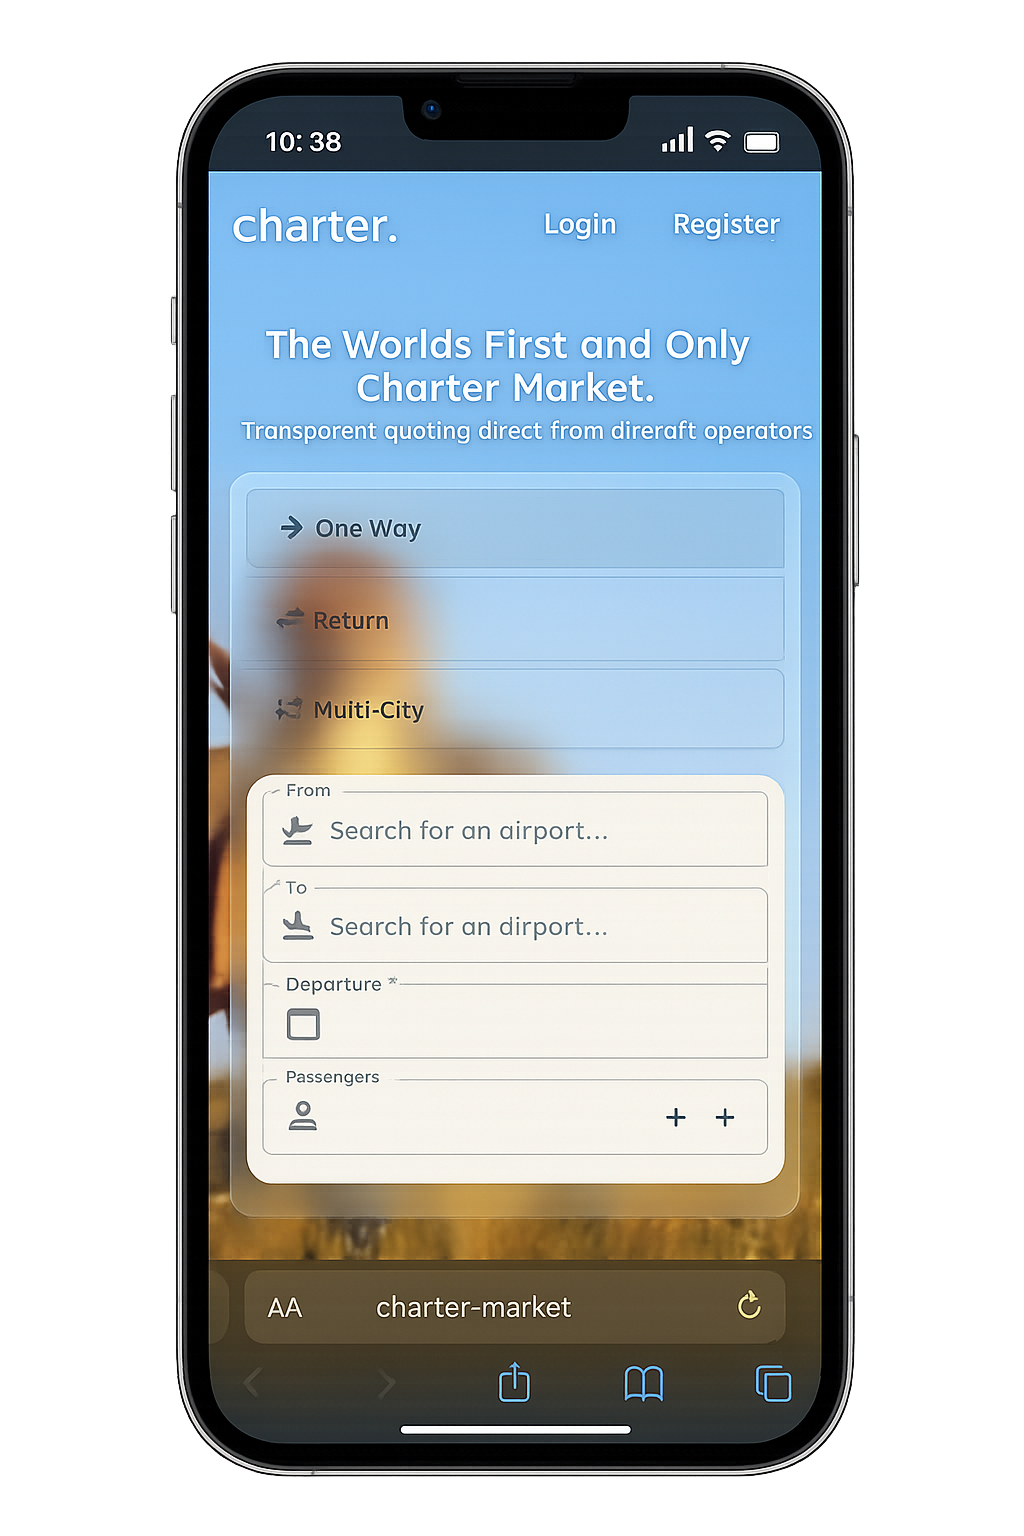 10: 38
charter.
Login Register
The Worlds First and Only
Charter Market.
Transporent quoting direct from direraft operators
One Way
Return
Muiti-City
From
Search for an airport...
To
Search for an dirport...
Departure *
Passengers
+ +
AA charter-market